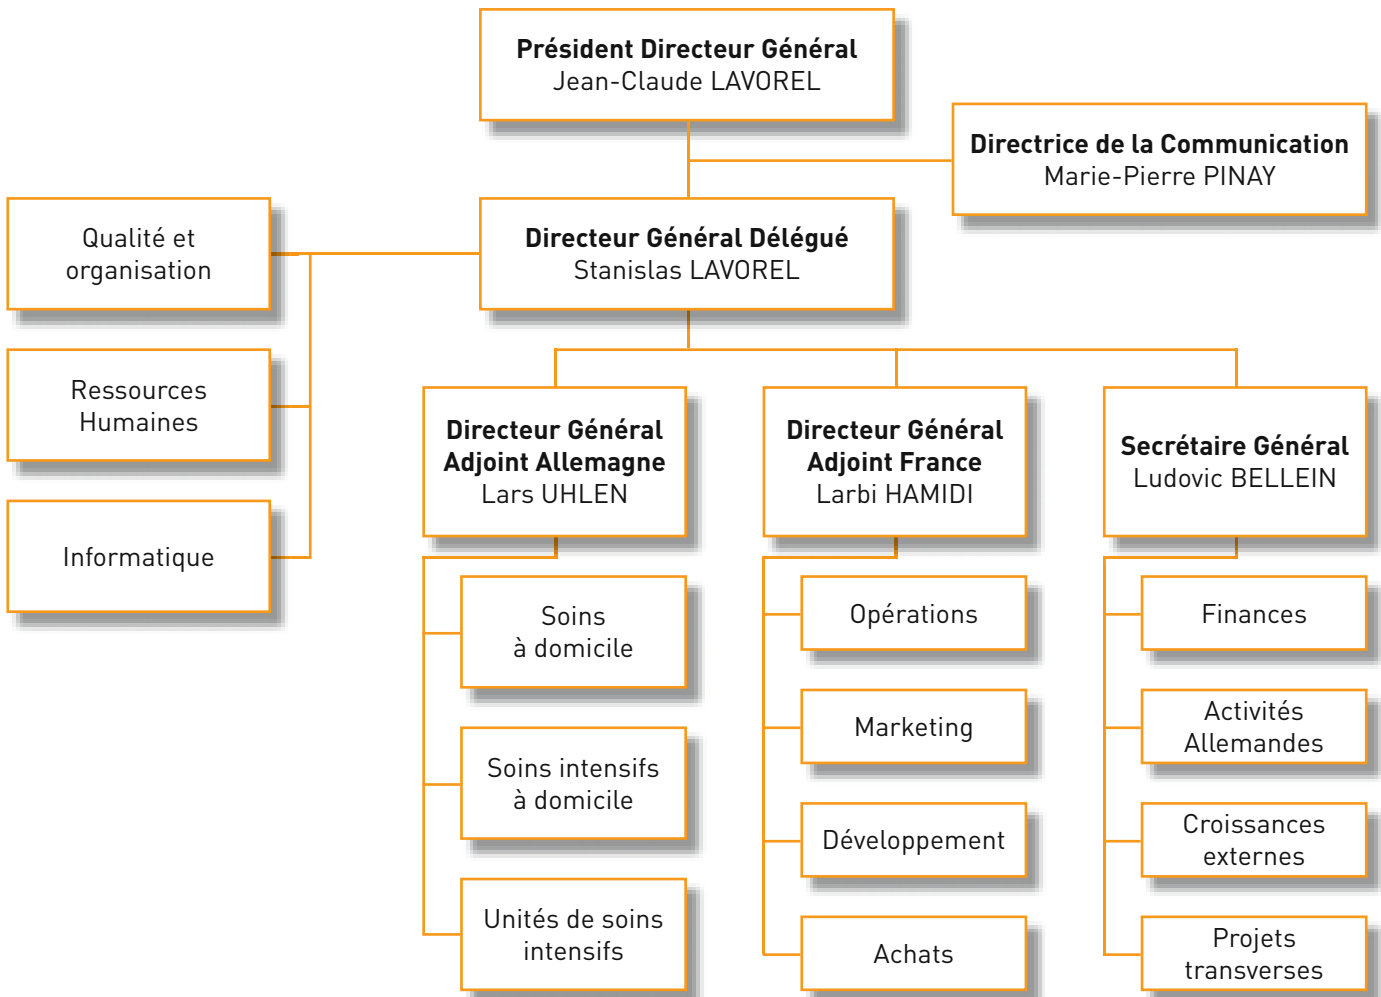 Président Directeur Général
Jean-Claude LAVOREL
Directrice de la Communication
Marie-Pierre PINAY
Qualité et
organisation
Directeur Général Délégué
Stanislas LAVOREL
Ressources
Humaines
Informatique
Directeur Général
Adjoint Allemagne
Lars UHLEN
Directeur Général
Adjoint France
Larbi HAMIDI
Secrétaire Général
Ludovic BELLEIN
Soins
à domicile
Soins intensifs
à domicile
Unités de soins
intensifs
Opérations
Marketing
Développement
Achats
Finances
Activités
Allemandes
Croissances
externes
Projets
transverses